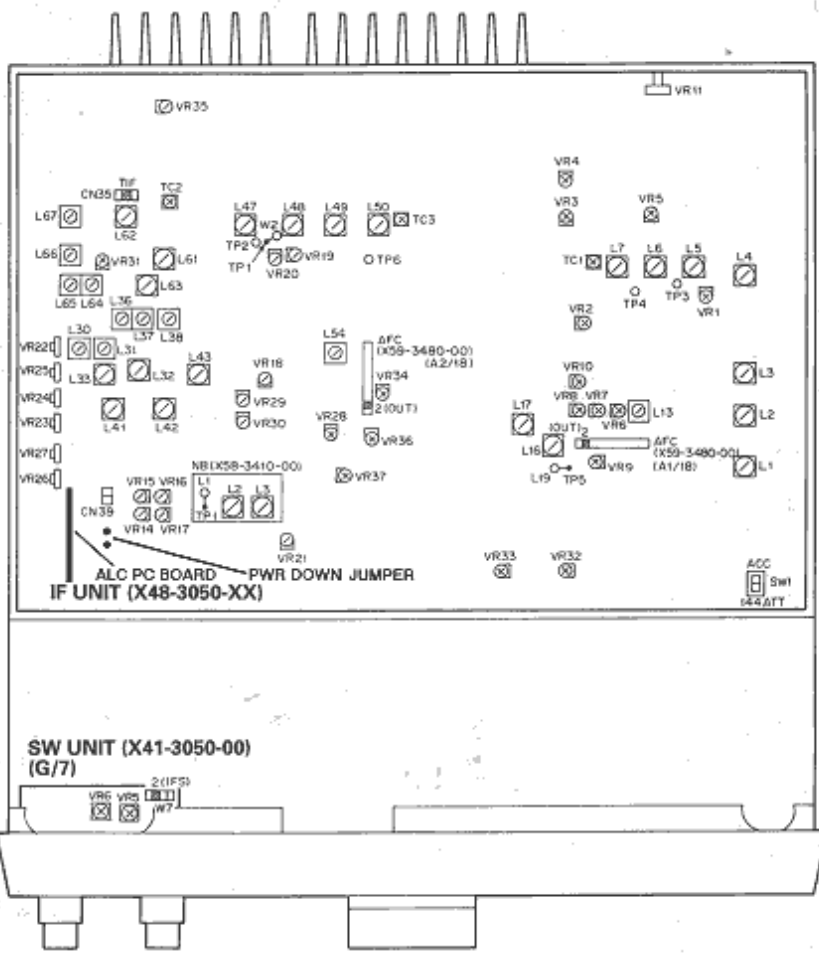 VR11
VR35
VR4
TIF
CN35
TC2
VR3
VR5
L67
L62
L47
L48
L49
L50
TC3
W2
TP2
TP1
VR19
VR20
TP6
L66
VR31
L61
TC1
L7
L6
L5
L4
L65
L64
L63
TP4
TP3
VR1
L36
L37
L38
VR2
L30
L31
L54
AFC
(X59-3480-00)
(A2/18)
VR22
VR25
L33
L32
L43
VR18
VR34
VR10
L3
VR24
VR29
2(OUT)
VR8
VR7
VR6
L13
L17
L2
VR23
L41
L42
VR30
VR28
VR36
(OUT)
2
AFC
(X59-3480-00)
(A1/18)
L16
VR27
VR26
NB(X58-3410-00)
VR37
L19
TP5
VR9
L1
VR15
VR16
L1
L2
L3
CN39
VR14
VR17
TP1
VR21
VR33
VR32
ACC
SW1
144ATT
ALC PC BOARD
PWR DOWN JUMPER
IF UNIT (X48-3050-XX)
SW UNIT (X41-3050-00)
(G/7)
2(IFS)
VR6
VR5
W7